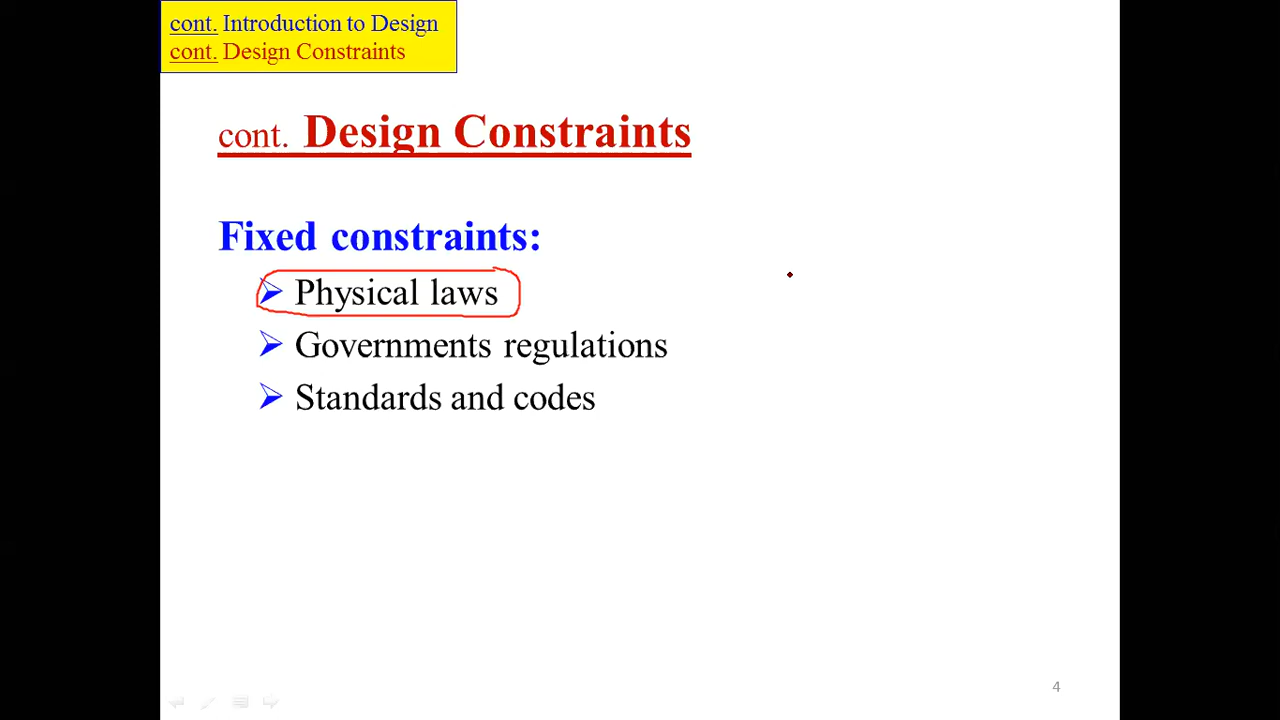 cont. Introduction to Design
cont. Design Constraints
cont. Design Constraints
Fixed constraints:
Physical laws
Governments regulations
Standards and codes
4